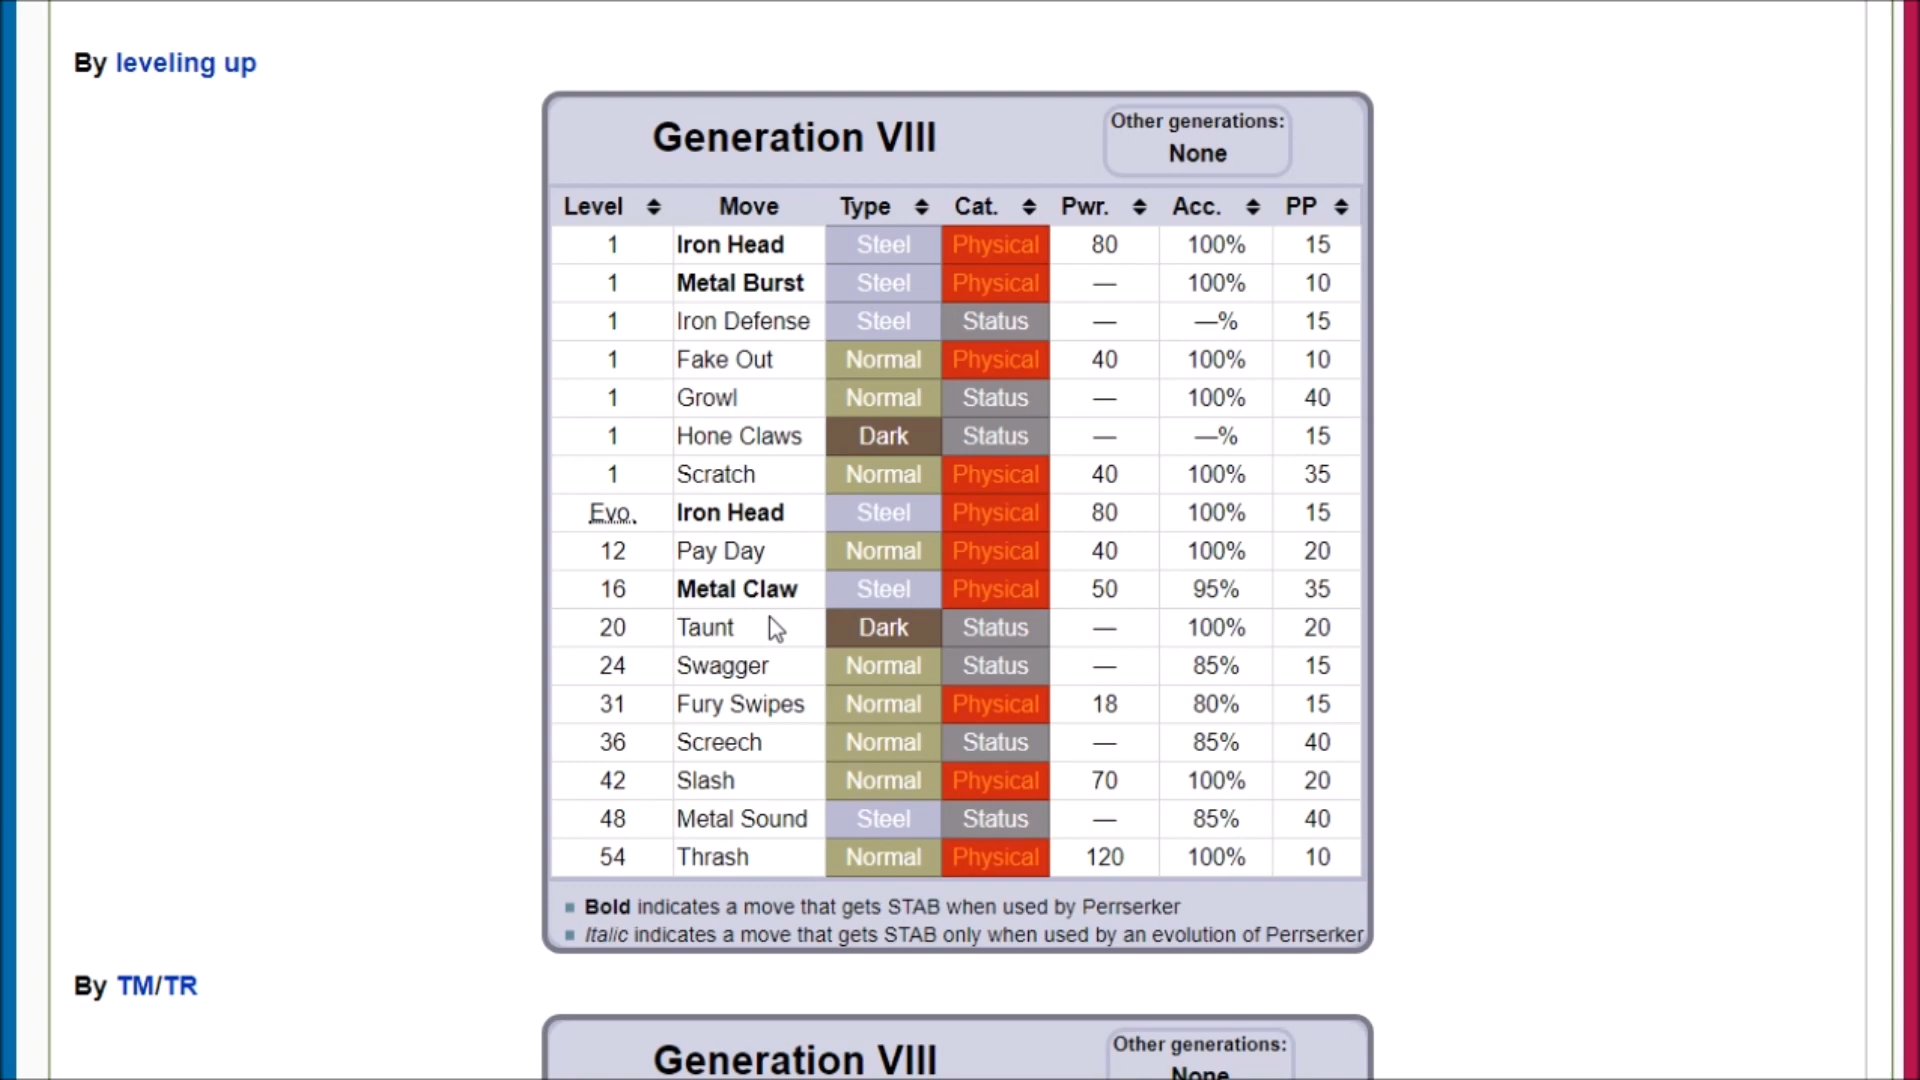 By leveling up
Generation VIII
Other generations:
None
Level Move Type Cat. Pwr. Acc. PP
1 Iron Head Steel Physical 80 100% 15
1 Metal Burst Steel Physical — 100% 10
1 Iron Defense Steel Status — —% 15
1 Fake Out Normal Physical 40 100% 10
1 Growl Normal Status — 100% 40
1 Hone Claws Dark Status — —% 15
1 Scratch Normal Physical 40 100% 35
Evo. Iron Head Steel Physical 80 100% 15
12 Pay Day Normal Physical 40 100% 20
16 Metal Claw Steel Physical 50 95% 35
20 Taunt Dark Status — 100% 20
24 Swagger Normal Status — 85% 15
31 Fury Swipes Normal Physical 18 80% 15
36 Screech Normal Status — 85% 40
42 Slash Normal Physical 70 100% 20
48 Metal Sound Steel Status — 85% 40
54 Thrash Normal Physical 120 100% 10
Bold indicates a move that gets STAB when used by Perrserker
Italic indicates a move that gets STAB only when used by an evolution of Perrserker
By TM/TR
Generation VIII
Other generations:
None